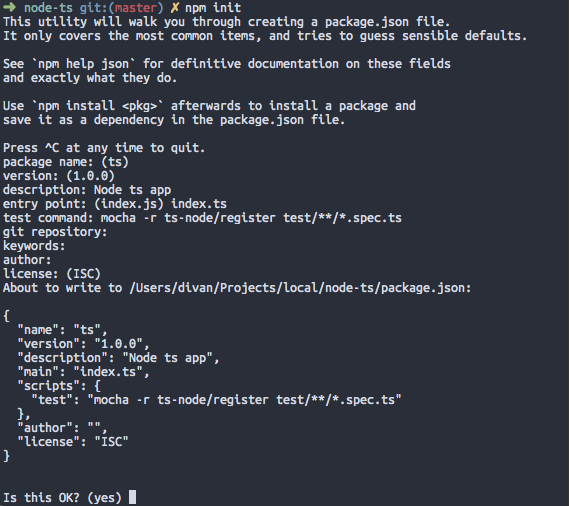 ➜ node-ts git:(master) ✗ npm init
This utility will walk you through creating a package.json file.
It only covers the most common items, and tries to guess sensible defaults.

See `npm help json` for definitive documentation on these fields
and exactly what they do.

Use `npm install <pkg>` afterwards to install a package and
save it as a dependency in the package.json file.

Press ^C at any time to quit.
package name: (ts)
version: (1.0.0)
description: Node ts app
entry point: (index.js) index.ts
test command: mocha -r ts-node/register test/**/*.spec.ts
git repository:
keywords:
author:
license: (ISC)
About to write to /Users/divan/Projects/local/node-ts/package.json:

{
  "name": "ts",
  "version": "1.0.0",
  "description": "Node ts app",
  "main": "index.ts",
  "scripts": {
    "test": "mocha -r ts-node/register test/**/*.spec.ts"
  },
  "author": "",
  "license": "ISC"
}

Is this OK? (yes)